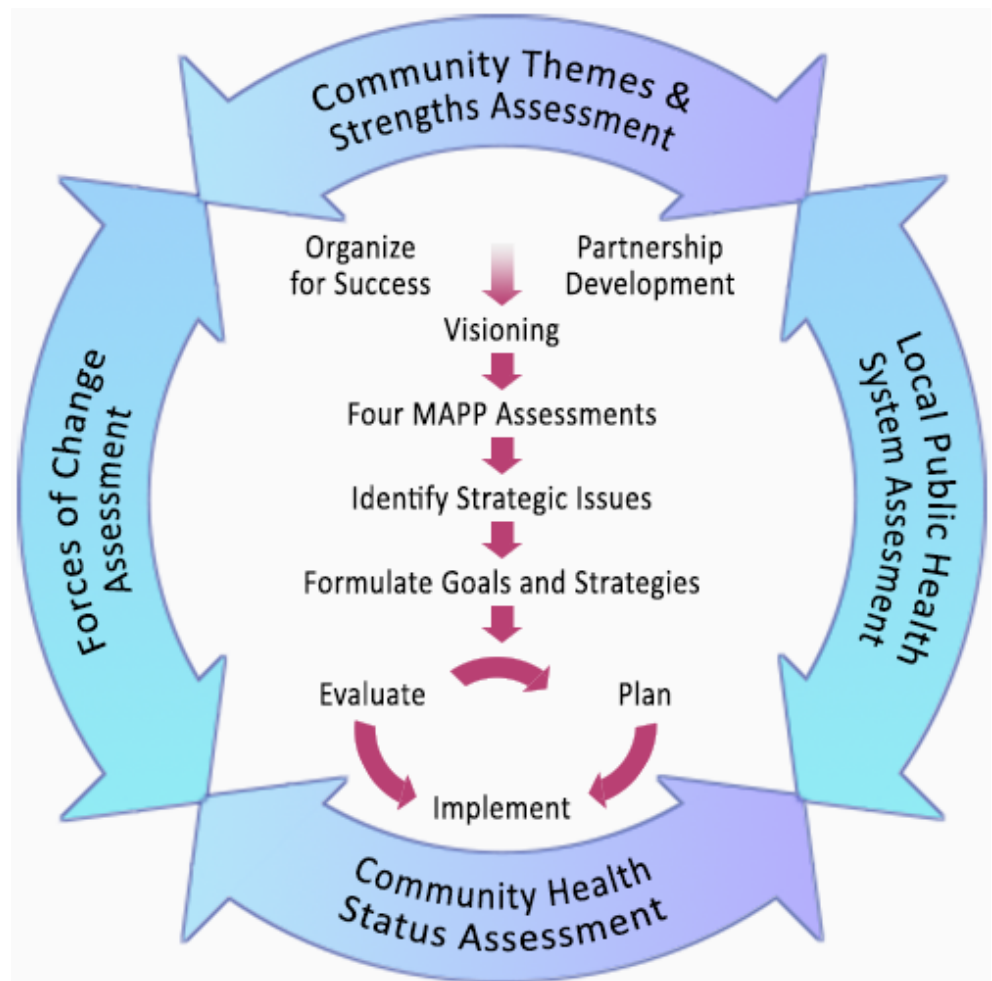 Community Themes &
Strengths Assessment
Organize
for Success
Partnership
Development
Visioning
Four MAPP Assessments
Identify Strategic Issues
Formulate Goals and Strategies
Evaluate
Plan
Implement
Forces of Change
Assessment
Local Public Health
System Assessment
Community Health
Status Assessment